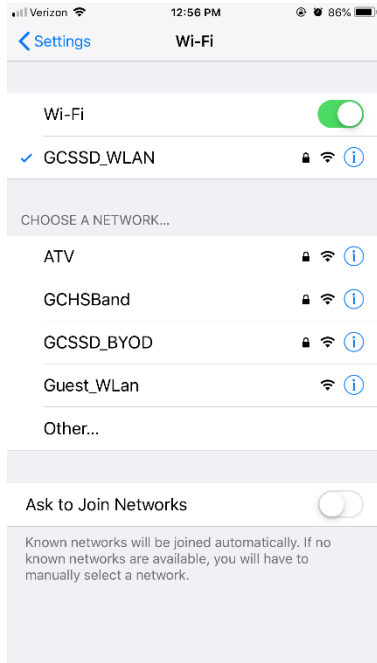 Verizon 12:56 PM 86%
Settings Wi-Fi
Wi-Fi
GCSSD_WLAN
CHOOSE A NETWORK...
ATV
GCHSBand
GCSSD_BYOD
Guest_WLan
Other...
Ask to Join Networks
Known networks will be joined automatically. If no
known networks are available, you will have to
manually select a network.